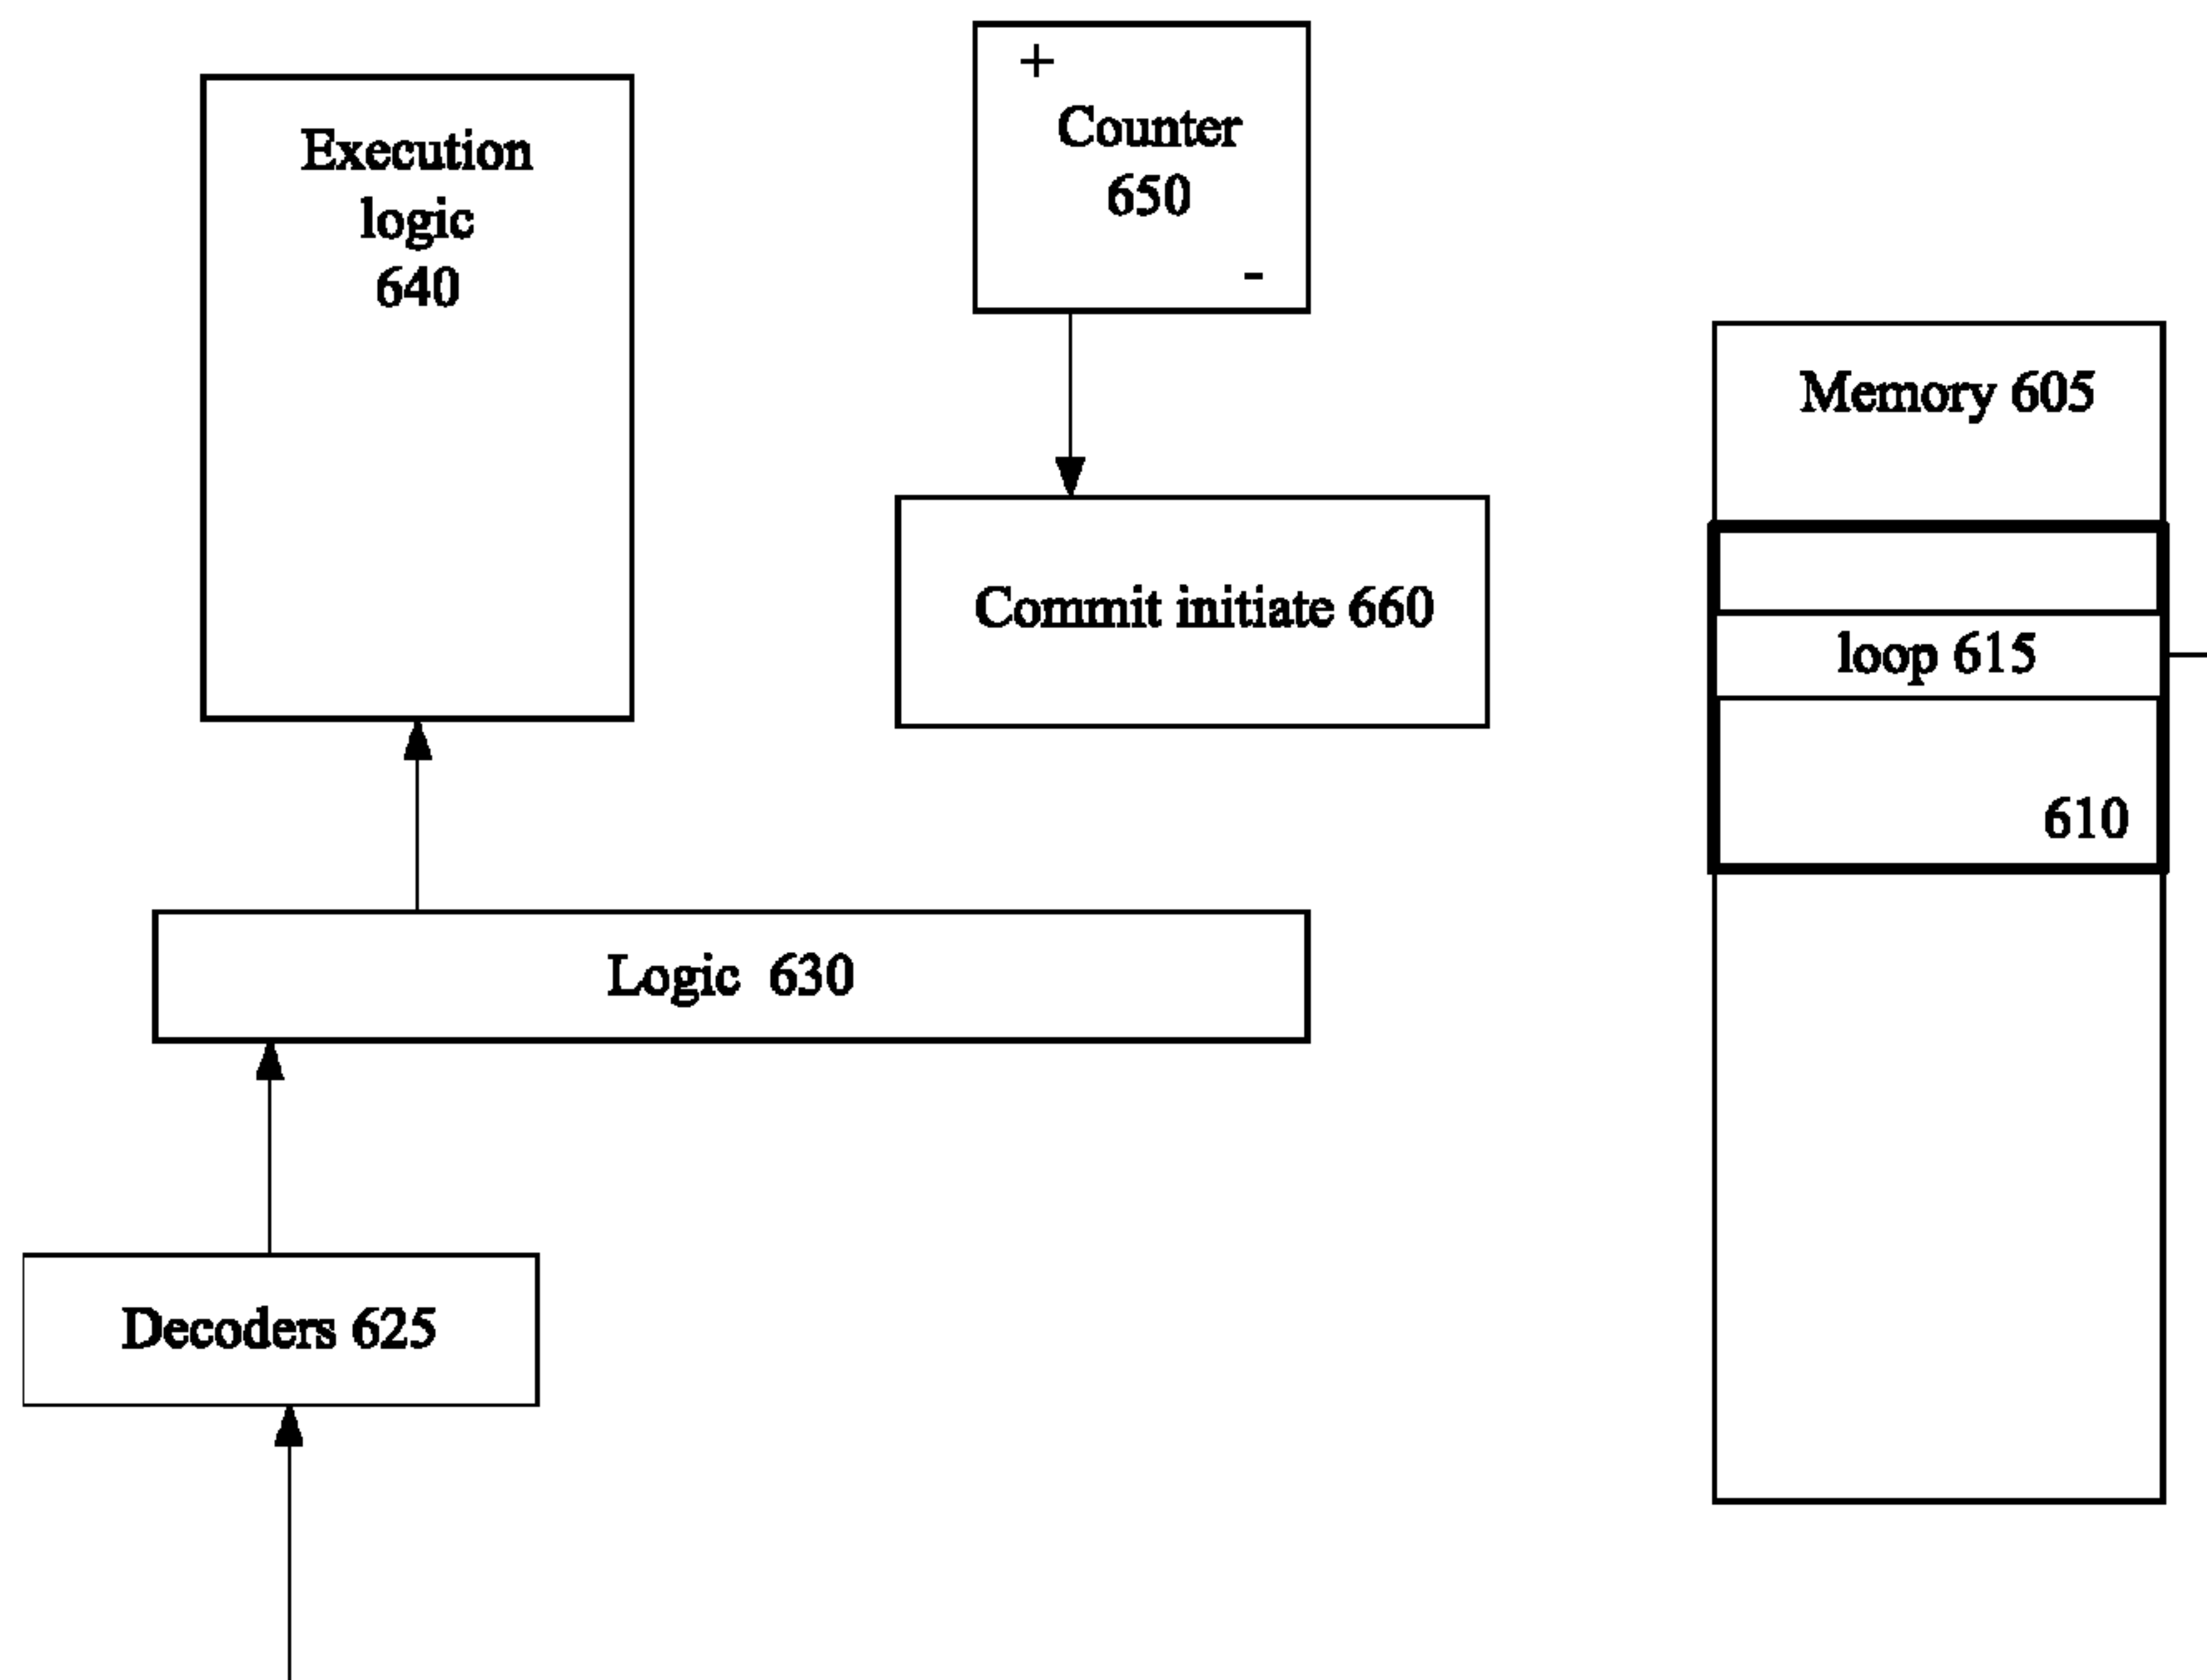 Execution
logic
640
+
Counter
650
-
Memory 605
Commit initiate 660
loop 615
610
Logic 630
Decoders 625